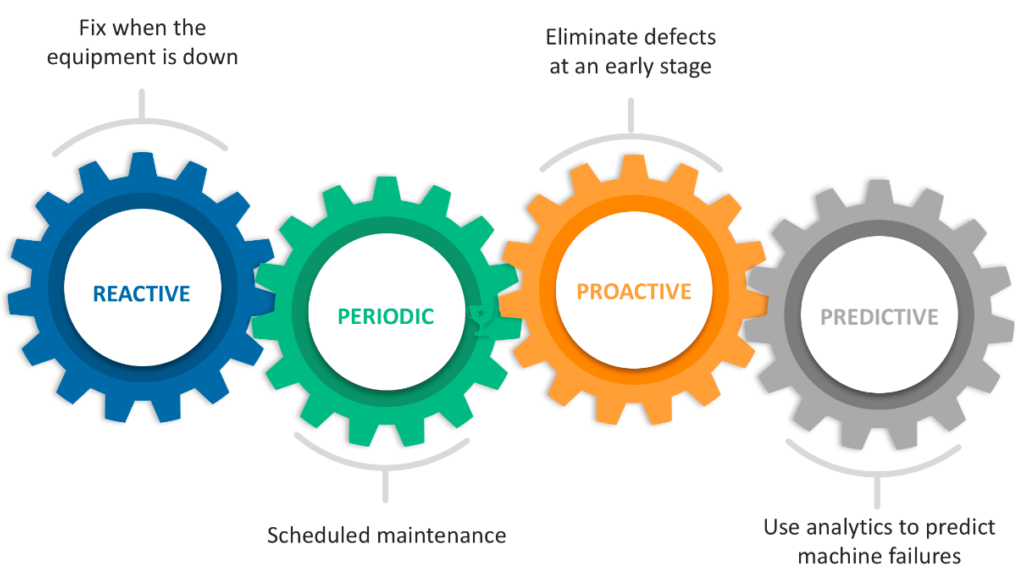 Fix when the
equipment is down
Eliminate defects
at an early stage
REACTIVE
PERIODIC
PROACTIVE
PREDICTIVE
Scheduled maintenance
Use analytics to predict
machine failures